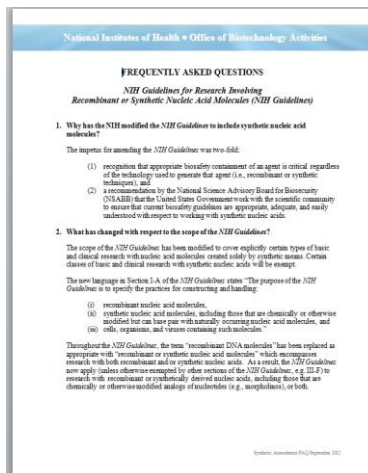 National Institutes of Health • Office of Biotechnology Activities
FREQUENTLY ASKED QUESTIONS
NIH Guidelines for Research Involving
Recombinant or Synthetic Nucleic Acid Molecules (NIH Guidelines)
1. Why has the NIH modified the NIH Guidelines to include synthetic nucleic acid
molecules?
The impetus for amending the NIH Guidelines was two-fold:
(1) recognition that appropriate biosafety containment of an agent is critical regardless
of the technology used to generate that agent (i.e., recombinant or synthetic
techniques), and
(2) a recommendation by the National Science Advisory Board for Biosecurity
(NSABB) that the United States Government work with the scientific community
to ensure that current biosafety guidelines are appropriate, adequate, and easily
understood with respect to working with synthetic nucleic acids.
2. What has changed with respect to the scope of the NIH Guidelines?
The scope of the NIH Guidelines has been modified to cover explicitly certain types of basic
and clinical research with nucleic acid molecules created solely by synthetic means. Certain
classes of basic and clinical research with synthetic nucleic acids will be exempt.
The new language in Section I-A of the NIH Guidelines states “The purpose of the NIH
Guidelines is to specify the practices for constructing and handling:
(i) recombinant nucleic acid molecules,
(ii) synthetic nucleic acid molecules, including those that are chemically or otherwise
modified but can base pair with naturally occurring nucleic acid molecules, and
(iii) cells, organisms, and viruses containing such molecules.”
Throughout the NIH Guidelines, the term “recombinant DNA molecules” has been replaced as
appropriate with “recombinant or synthetic nucleic acid molecules” which encompasses
research with both recombinant and or synthetic nucleic acids. As a result, the NIH Guidelines
now apply (unless otherwise exempted by other sections of the NIH Guidelines, e.g. III-F) to
research with recombinant or synthetically derived nucleic acids, including those that are
chemically or otherwise modified analogs of nucleotides (e.g., morpholinos), or both.
Synthetic Amendment FAQ September 2012